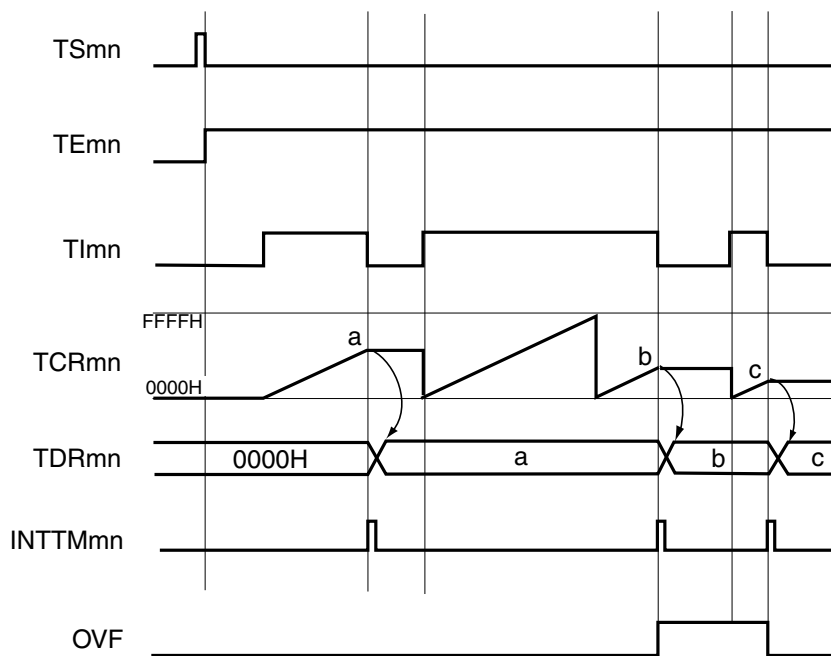 TSmn
TEmn
TImn
FFFFH
a
b
c
TCRmn
0000H
TDRmn
0000H
a
b
c
INTTMmn
OVF